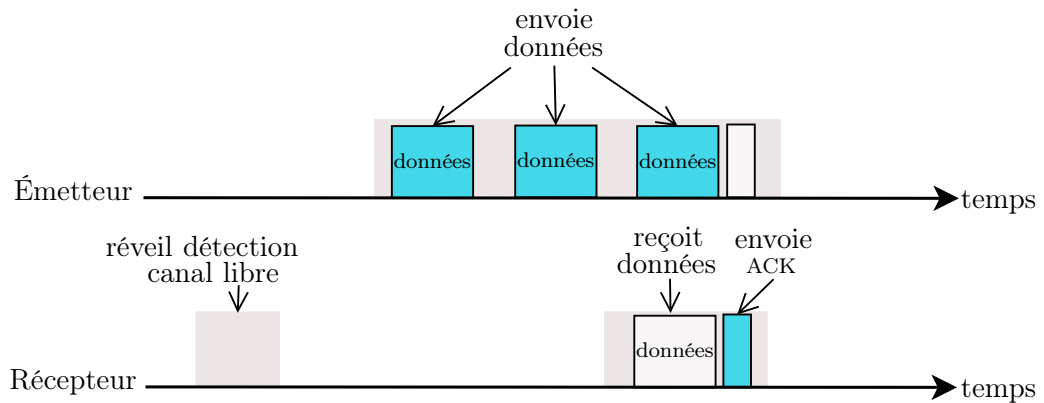 envoie
données
données
données
données
Émetteur
temps
réveil détection
canal libre
reçoit
données
envoie
ACK
données
Récepteur
temps